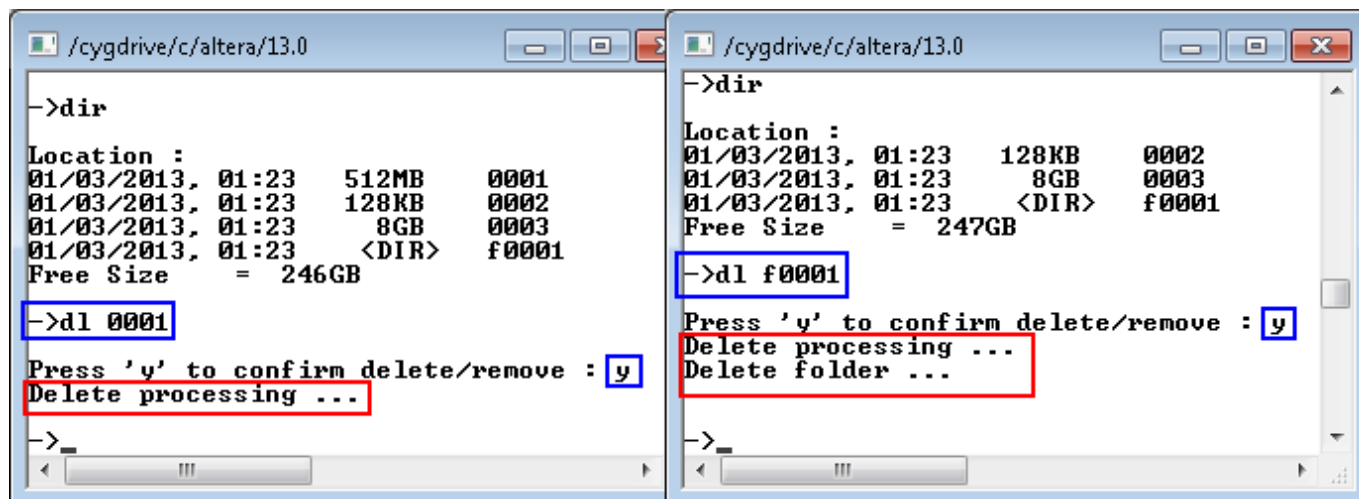 /cygdrive/c/altera/13.0
->dir
Location :
01/03/2013, 01:23 512MB 0001
01/03/2013, 01:23 128KB 0002
01/03/2013, 01:23 8GB 0003
01/03/2013, 01:23 <DIR> f0001
Free Size = 246GB
->dl 0001
Press 'y' to confirm delete/remove : y
Delete processing ...
->_
/cygdrive/c/altera/13.0
->dir
Location :
01/03/2013, 01:23 128KB 0002
01/03/2013, 01:23 8GB 0003
01/03/2013, 01:23 <DIR> f0001
Free Size = 247GB
->dl f0001
Press 'y' to confirm delete/remove : y
Delete processing ...
Delete folder ...
->_